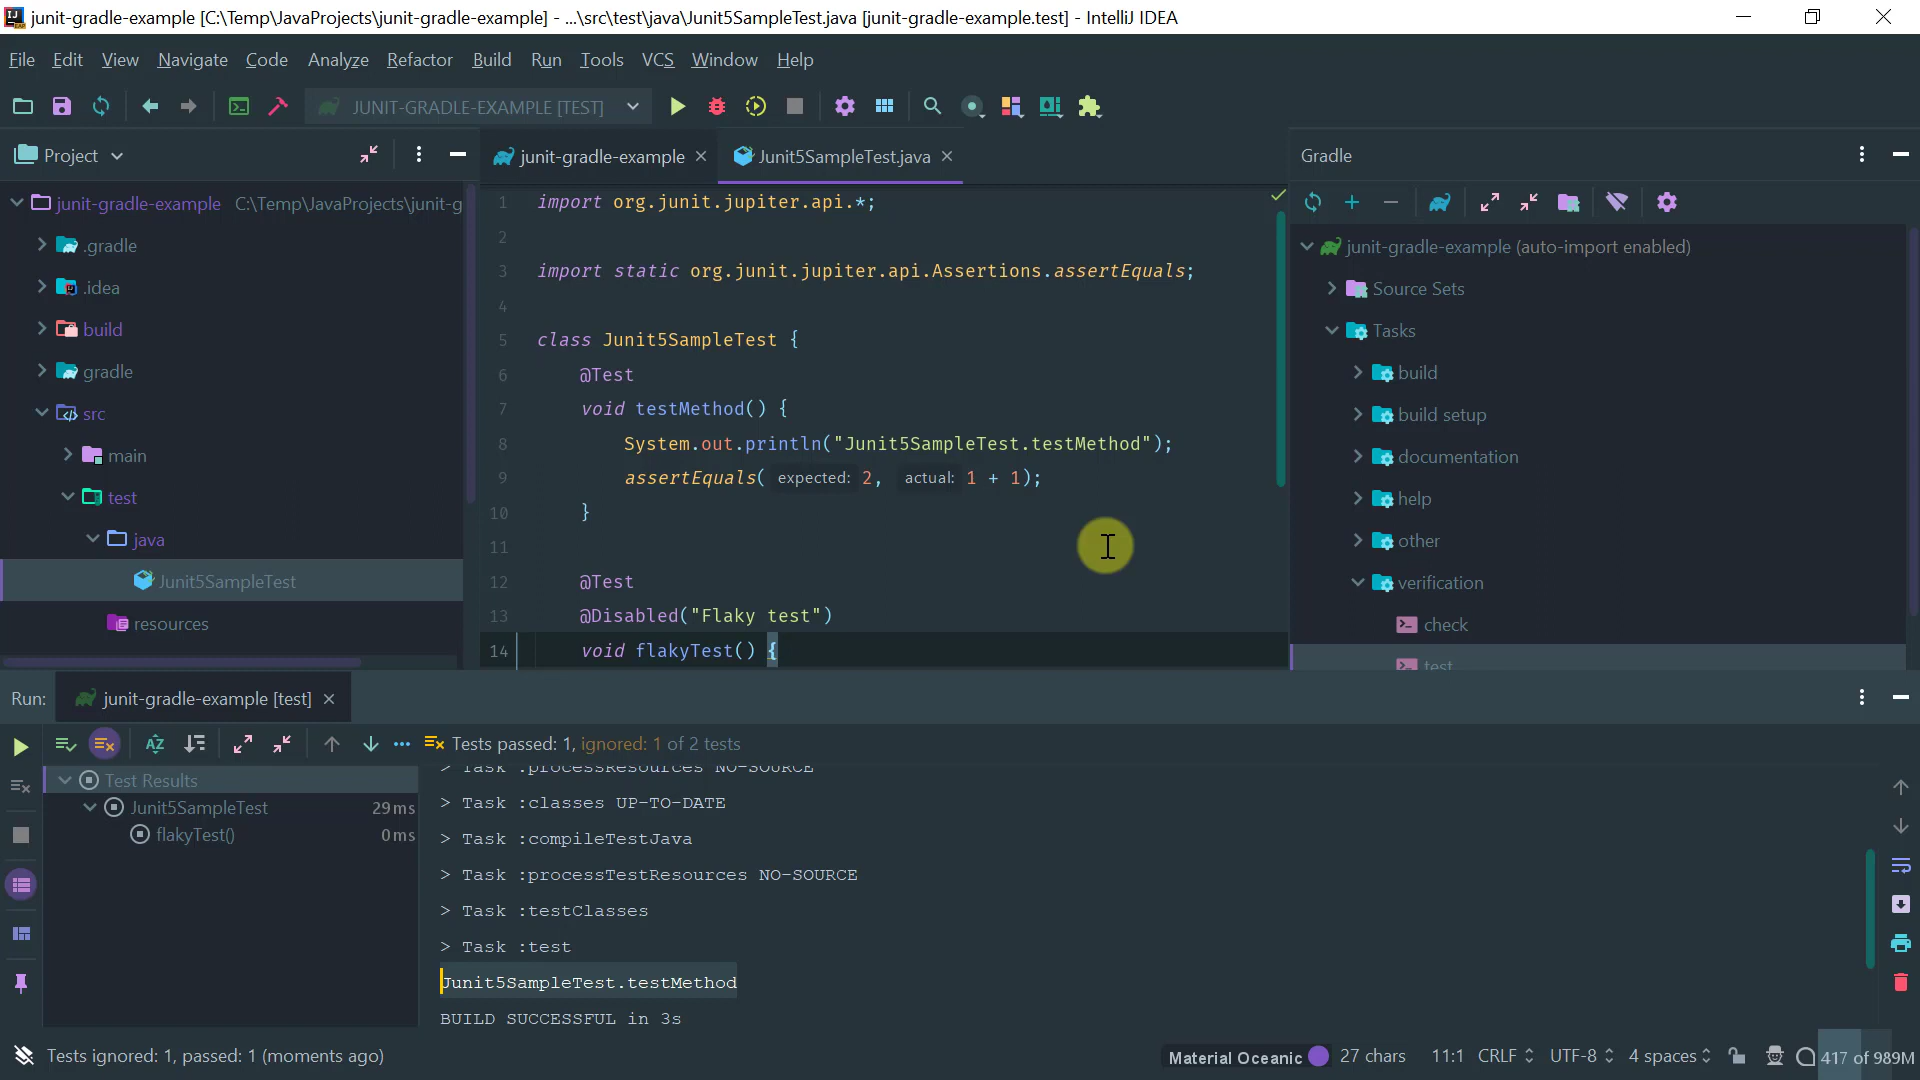 junit-gradle-example [C:\Temp\JavaProjects\junit-gradle-example] - ...\src\test\java\Junit5SampleTest.java [junit-gradle-example.test] - IntelliJ IDEA
File Edit View Navigate Code Analyze Refactor Build Run Tools VCS Window Help
JUNIT-GRADLE-EXAMPLE [TEST]
Project
junit-gradle-example
Junit5SampleTest.java
Gradle
junit-gradle-example C:\Temp\JavaProjects\junit-g
.gradle
.idea
build
gradle
src
main
test
java
Junit5SampleTest
resources
1 import org.junit.jupiter.api.*;
2
3 import static org.junit.jupiter.api.Assertions.assertEquals;
4
5 class Junit5SampleTest {
6 @Test
7 void testMethod() {
8 System.out.println("Junit5SampleTest.testMethod");
9 assertEquals( expected: 2, actual: 1 + 1);
10 }
11
12 @Test
13 @Disabled("Flaky test")
14 void flakyTest() {
junit-gradle-example (auto-import enabled)
Source Sets
Tasks
build
build setup
documentation
help
other
verification
check
test
Run: junit-gradle-example [test]
AZ
Tests passed: 1, ignored: 1 of 2 tests
Test Results
Junit5SampleTest 29 ms
flakyTest() 0 ms
> Task :processResources NO-SOURCE
> Task :classes UP-TO-DATE
> Task :compileTestJava
> Task :processTestResources NO-SOURCE
> Task :testClasses
> Task :test
Junit5SampleTest.testMethod
BUILD SUCCESSFUL in 3s
Tests ignored: 1, passed: 1 (moments ago)
Material Oceanic 27 chars 11:1 CRLF UTF-8 4 spaces 417 of 989M